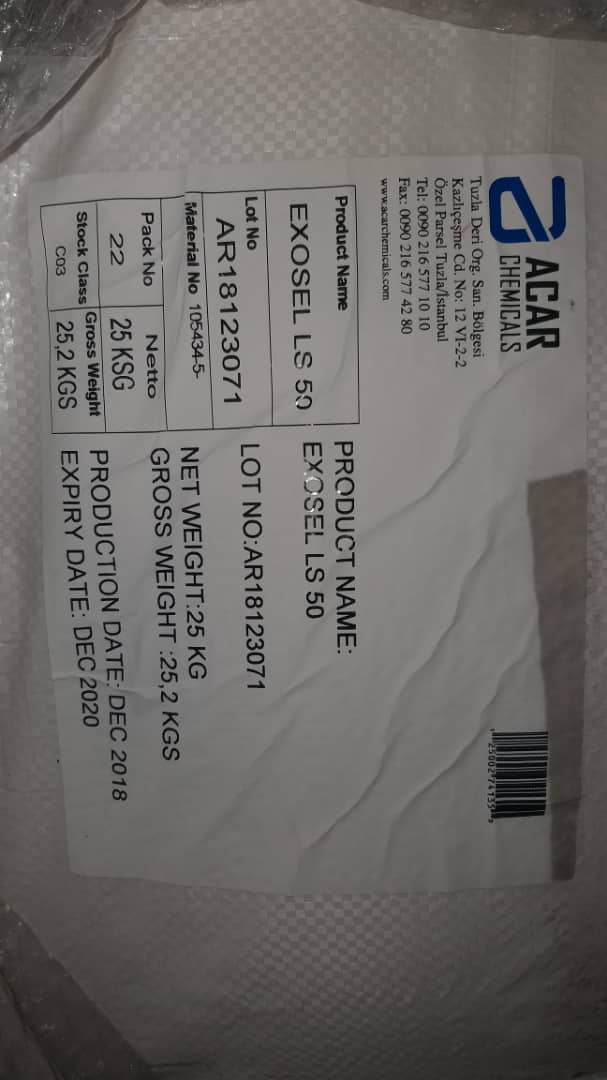 ACAR
CHEMICALS
Tuzla Deri Org. San. Bölgesi
Kazlıçeşme Cd. No: 12 VI-2-2
Özel Parsel Tuzla/İstanbul
Tel: 0090 216 577 10 10
Fax: 0090 216 577 42 80
www.acarchemicals.com
Product Name
EXOSEL LS 50
Lot No
AR18123071
Material No 105434-5-
Pack No Netto
22 25 KSG
Stock Class Gross Weight
C03 25,2 KGS
PRODUCT NAME:
EXOSEL LS 50
LOT NO:AR18123071
NET WEIGHT:25 KG
GROSS WEIGHT :25,2 KGS
PRODUCTION DATE: DEC 2018
EXPIRY DATE: DEC 2020